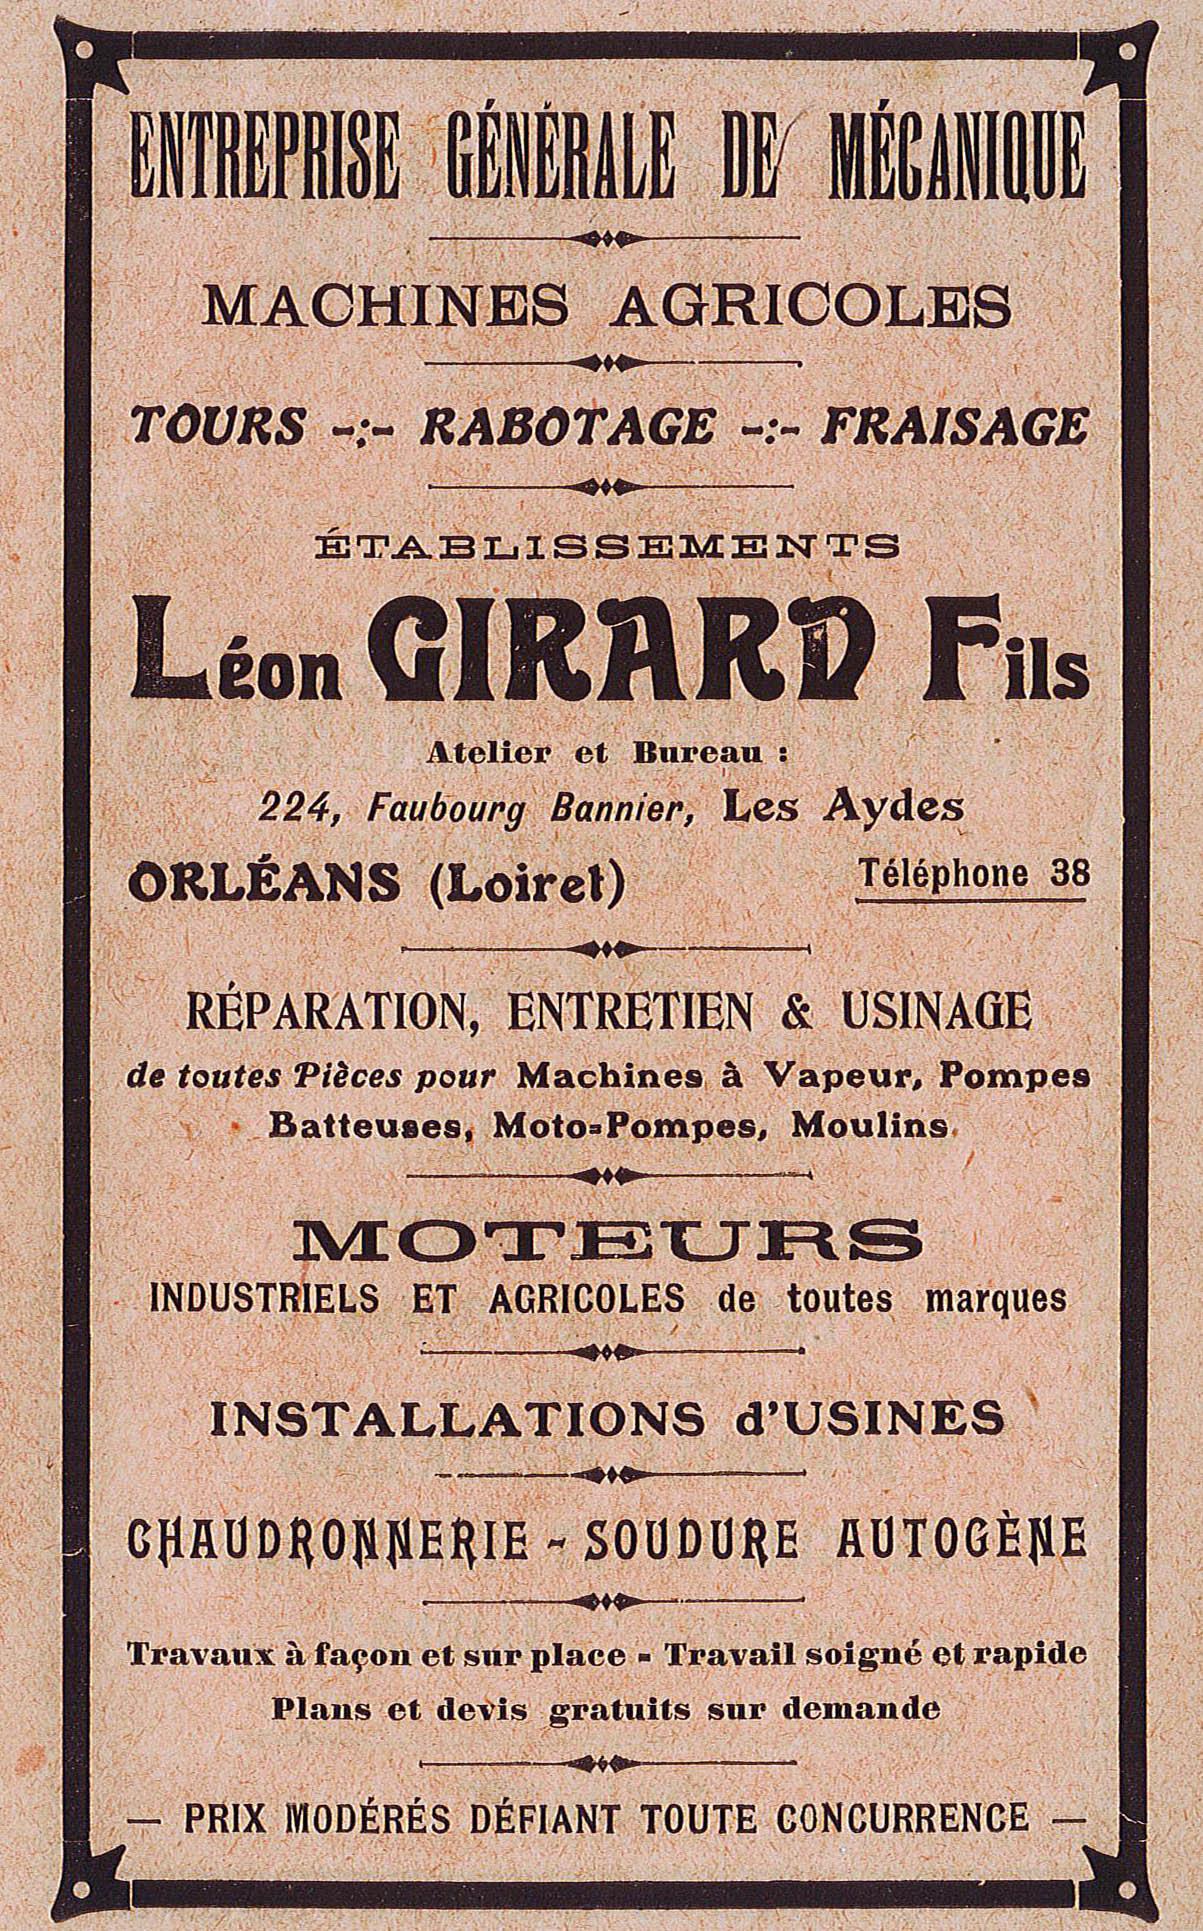 ENTREPRISE GÉNÉRALE DE MÉCANIQUE
MACHINES AGRICOLES
TOURS -:- RABOTAGE -:- FRAISAGE
ÉTABLISSEMENTS
Léon GIRARD Fils
Atelier et Bureau :
224, Faubourg Bannier, Les Aydes
ORLÉANS (Loiret) Téléphone 38
RÉPARATION, ENTRETIEN & USINAGE
de toutes Pièces pour Machines à Vapeur, Pompes
Batteuses, Moto=Pompes, Moulins.
MOTEURS
INDUSTRIELS ET AGRICOLES de toutes marques
INSTALLATIONS d'USINES
CHAUDRONNERIE - SOUDURE AUTOGÈNE
Travaux à façon et sur place - Travail soigné et rapide
Plans et devis gratuits sur demande
— PRIX MODÉRÉS DÉFIANT TOUTE CONCURRENCE —